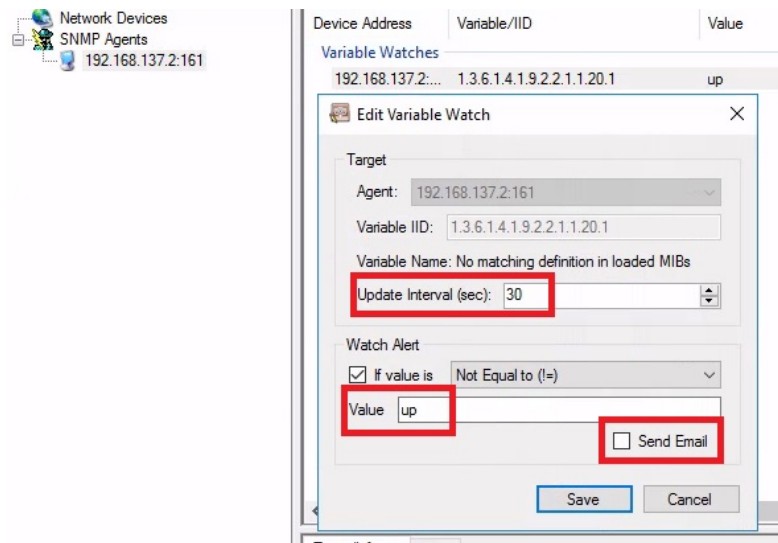 Network Devices
SNMP Agents
192.168.137.2:161
Device Address Variable/IID Value
Variable Watches
192.168.137.2:... 1.3.6.1.4.1.9.2.2.1.1.20.1 up
Edit Variable Watch
Target
Agent: 192.168.137.2:161
Variable IID: 1.3.6.1.4.1.9.2.2.1.1.20.1
Variable Name: No matching definition in loaded MIBs
Update Interval (sec): 30
Watch Alert
If value is Not Equal to (!=)
Value up
Send Email
Save Cancel